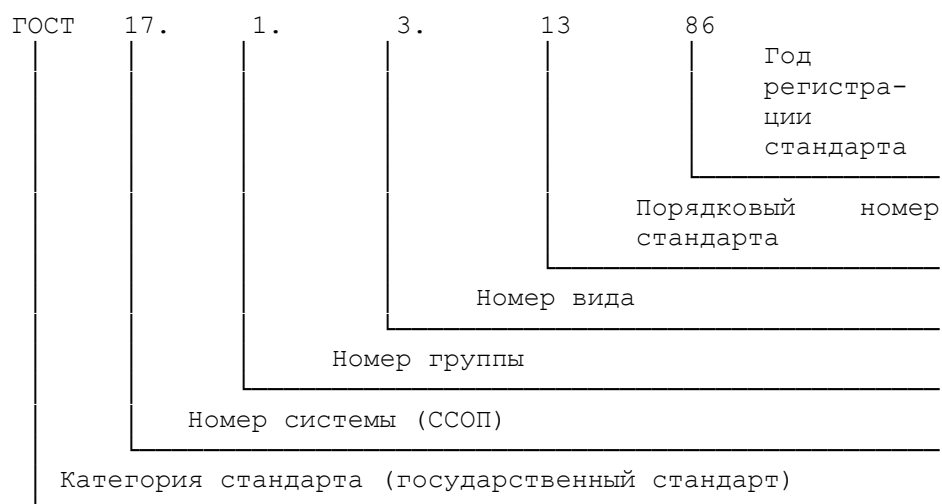 ГОСТ 17. 1. 3. 13 86
Год
регистра-
ции
стандарта
Порядковый номер
стандарта
Номер вида
Номер группы
Номер системы (ССОП)
Категория стандарта (государственный стандарт)